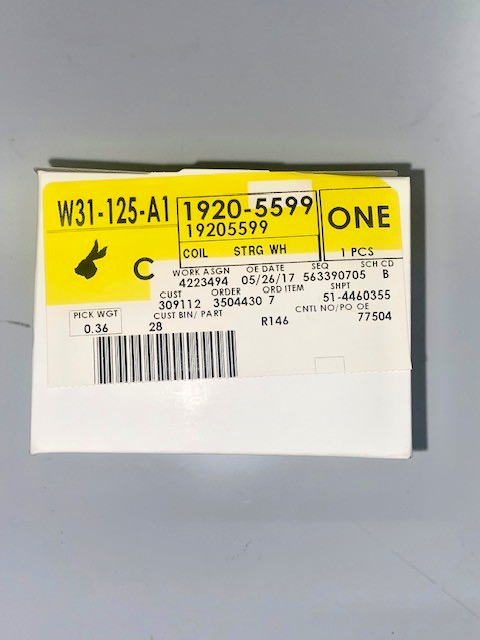 W31-125-A1 1920-5599 ONE
19205599
COIL STRG WH 1 PCS
C WORK ASGN OE DATE SEQ SCH CD
4223494 05/26/17 563390705 B
CUST ORDER ORD ITEM SHPT
309112 3504430 7 51-4460355
PICK WGT CUST BIN/ PART CNTL NO/PO OE
0.36 28 R146 77504